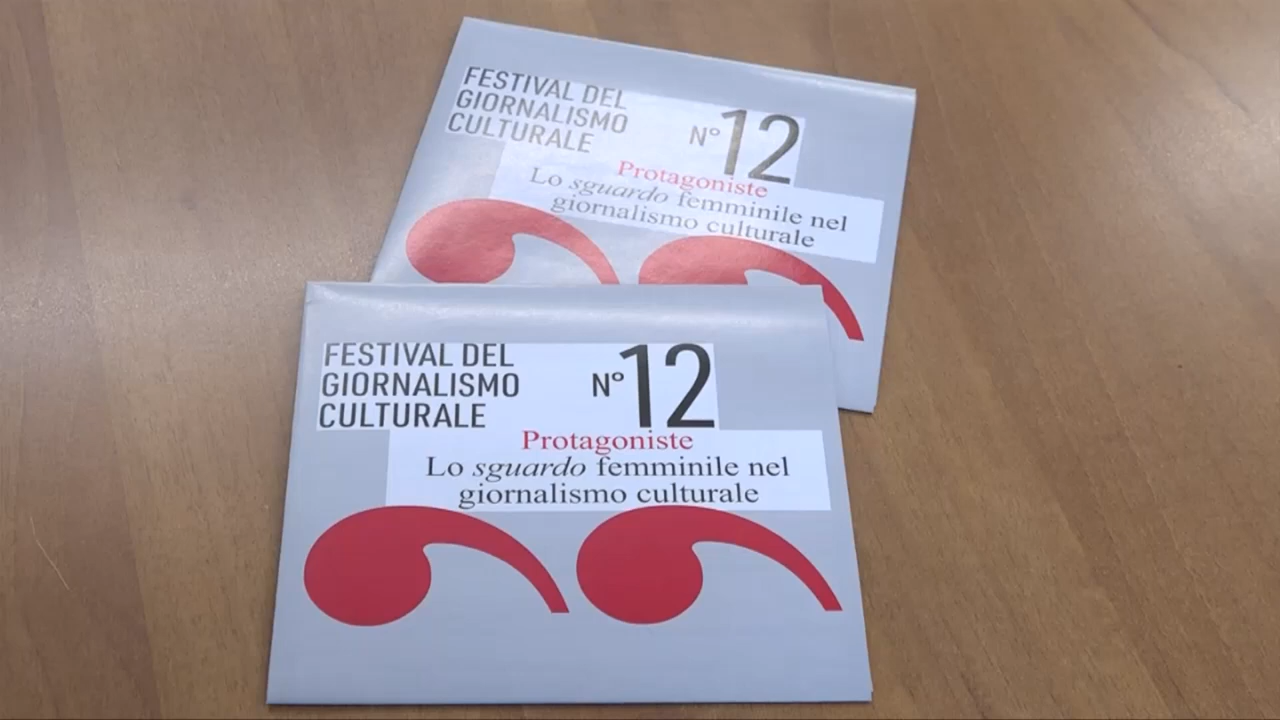 FESTIVAL DEL
GIORNALISMO
CULTURALE
N° 12
Protagoniste
Lo sguardo femminile nel
giornalismo culturale
FESTIVAL DEL
GIORNALISMO
CULTURALE
N° 12
Protagoniste
Lo sguardo femminile nel
giornalismo culturale